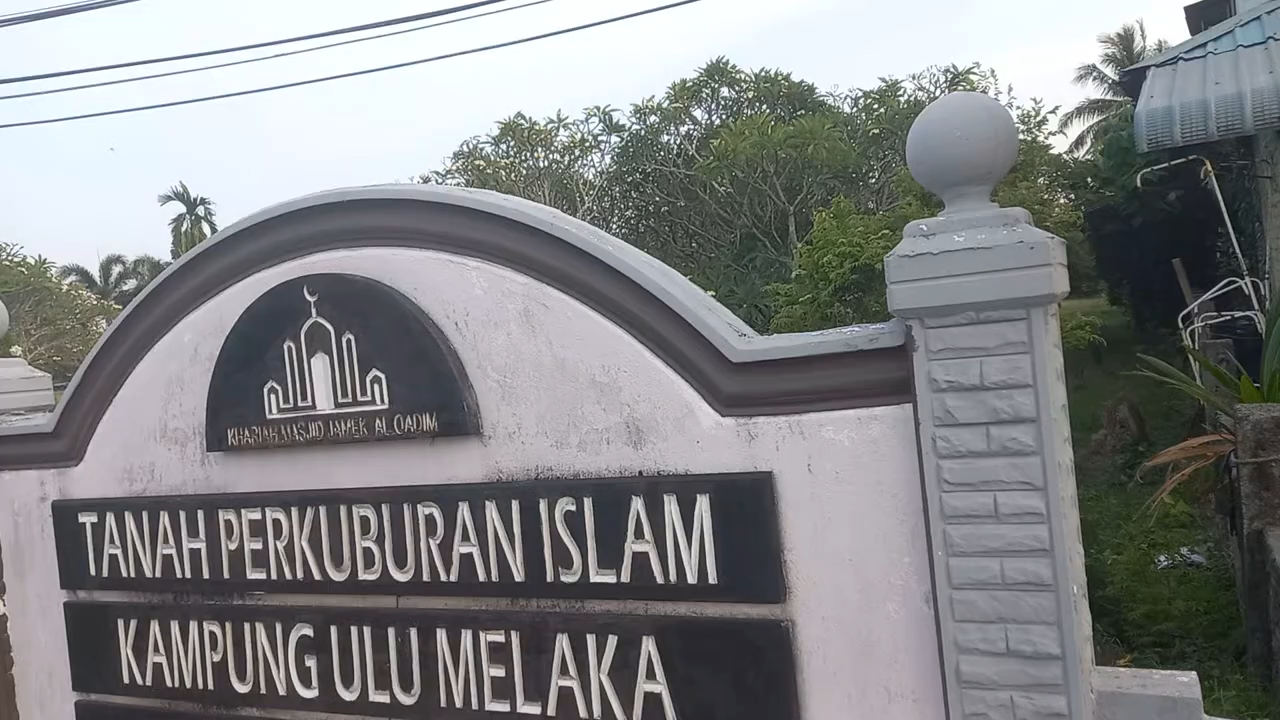 KHARIAH MASJID JAMEK AL QADIM
TANAH PERKUBURAN ISLAM
KAMPUNG ULU MELAKA